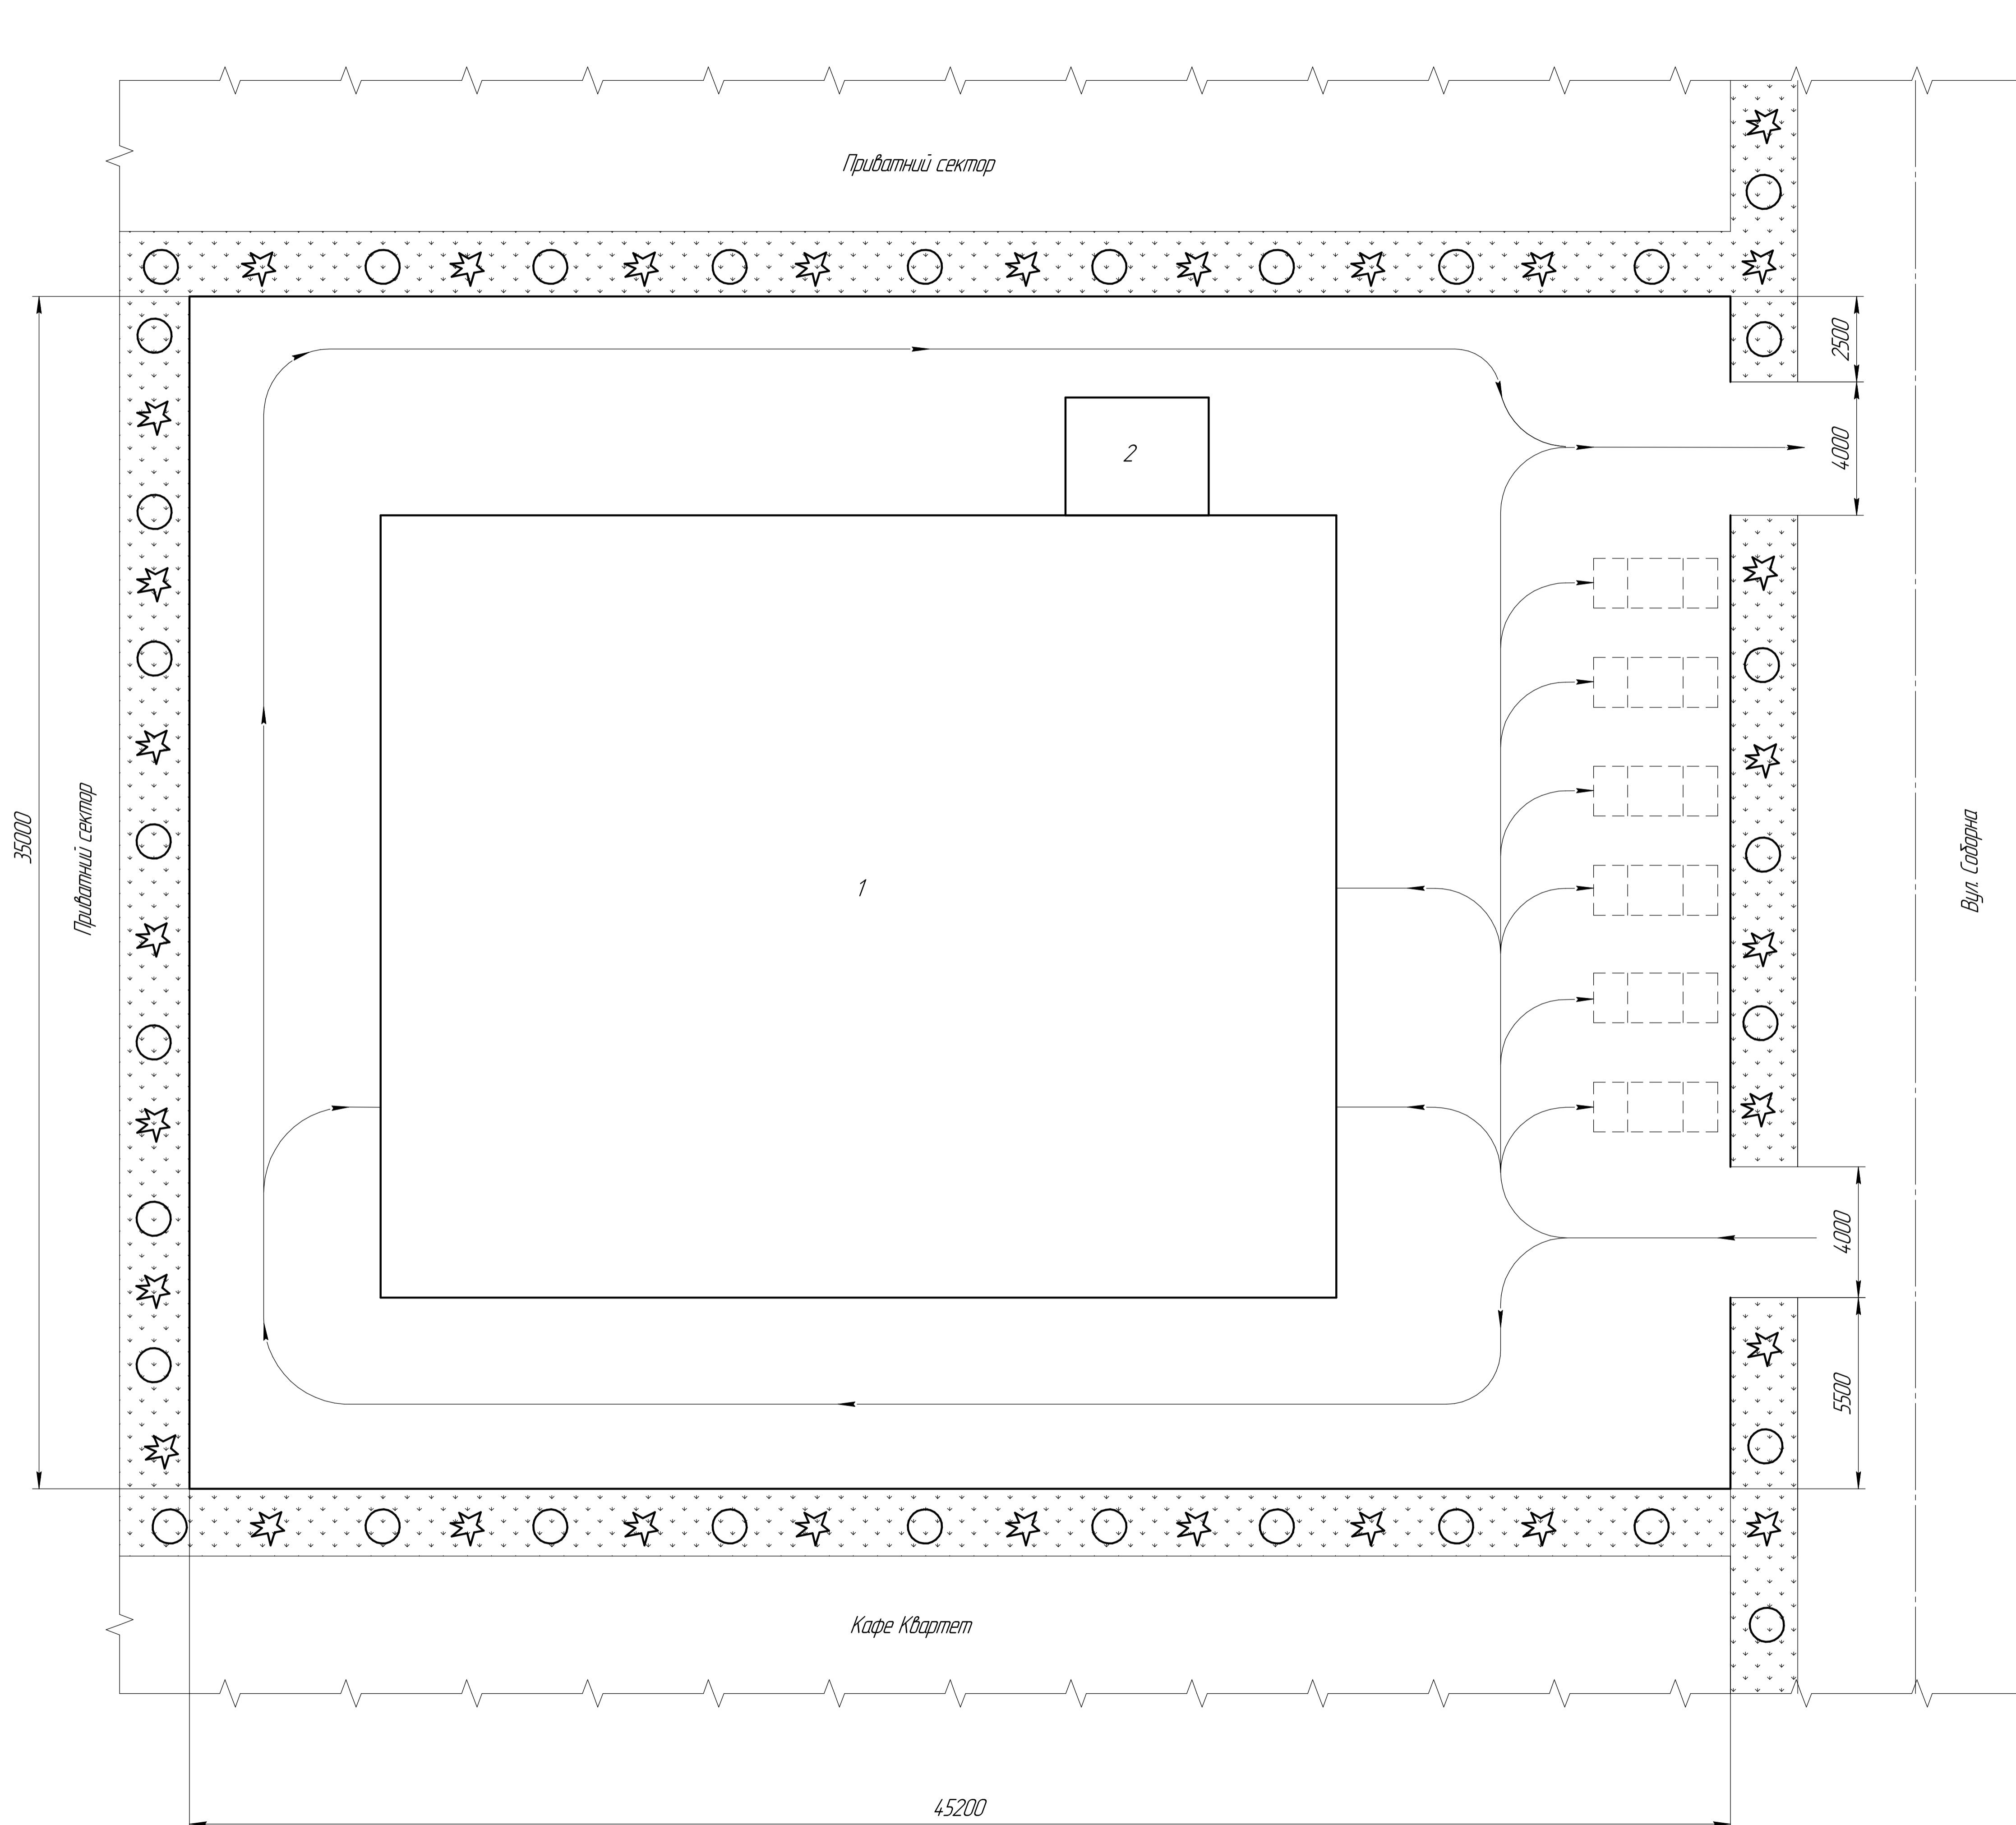 Приватний сектор
2500
4000
2
35000
Приватний сектор
1
Вул. Соборна
4000
5500
Кафе Квартет
45200